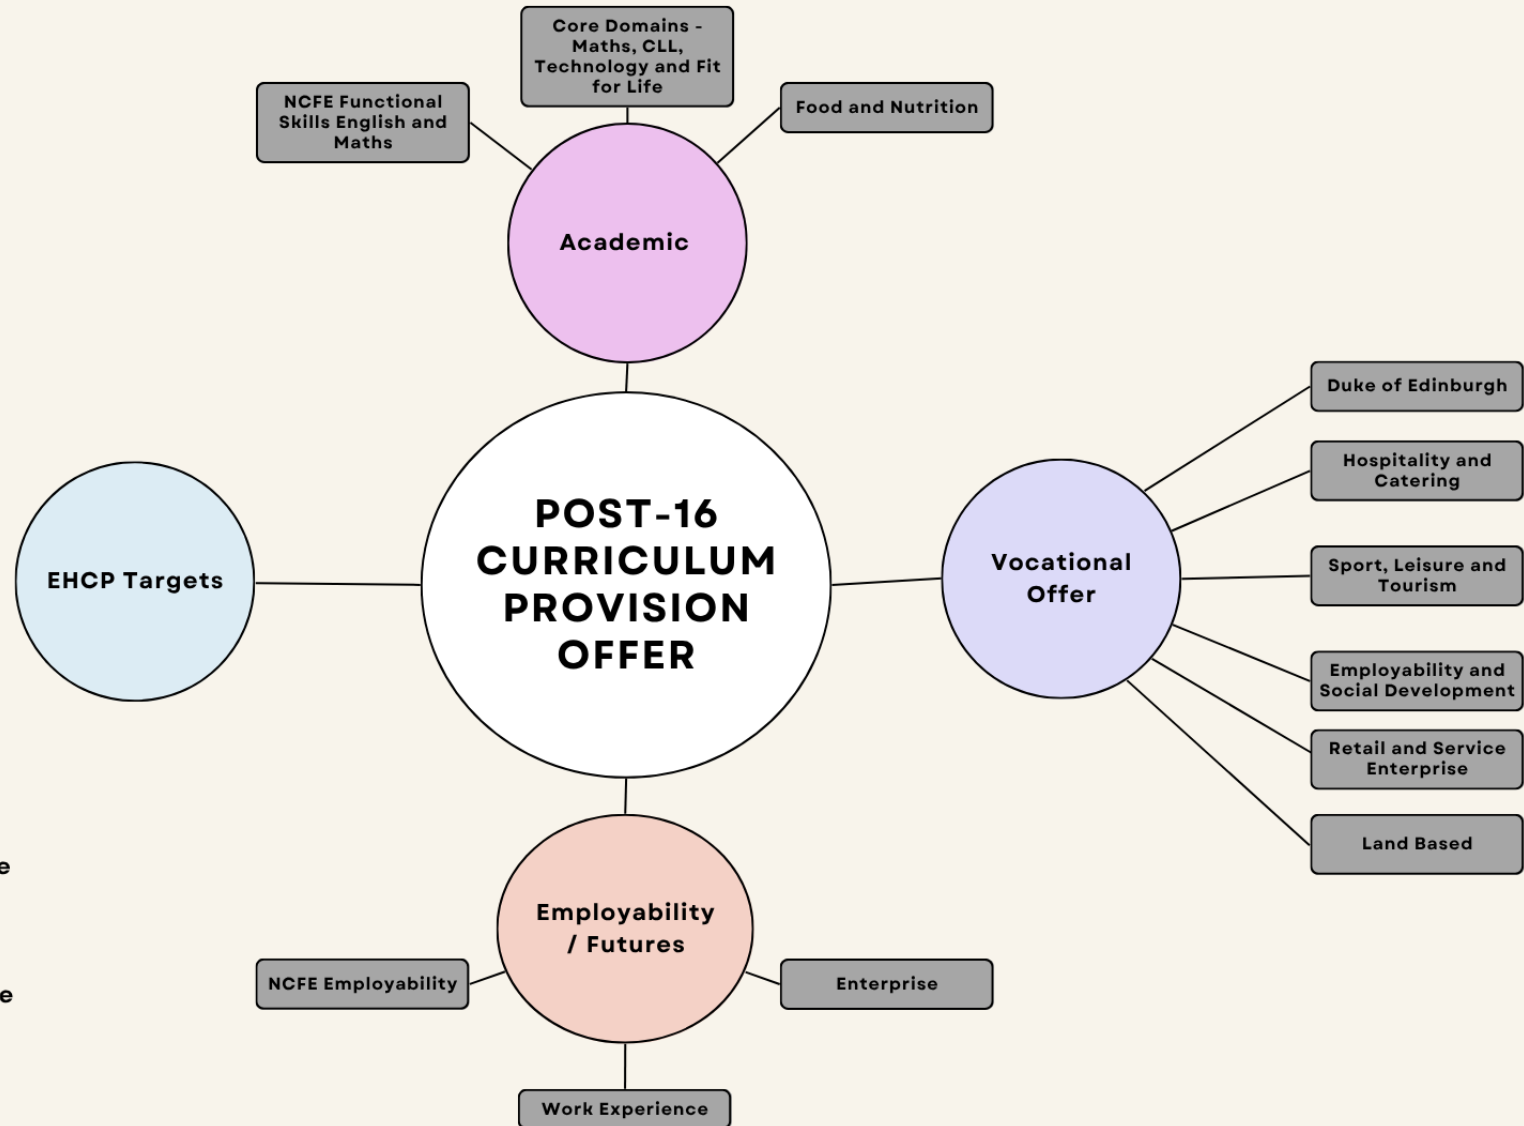 Core Domains -
Maths, CLL,
Technology and Fit
for Life
NCFE Functional
Skills English and
Maths
Food and Nutrition
Academic
POST-16
CURRICULUM
PROVISION
OFFER
EHCP Targets
Vocational
Offer
Duke of Edinburgh
Hospitality and
Catering
Sport, Leisure and
Tourism
Employability and
Social Development
Retail and Service
Enterprise
Land Based
e
e
Employability
/ Futures
NCFE Employability
Enterprise
Work Experience